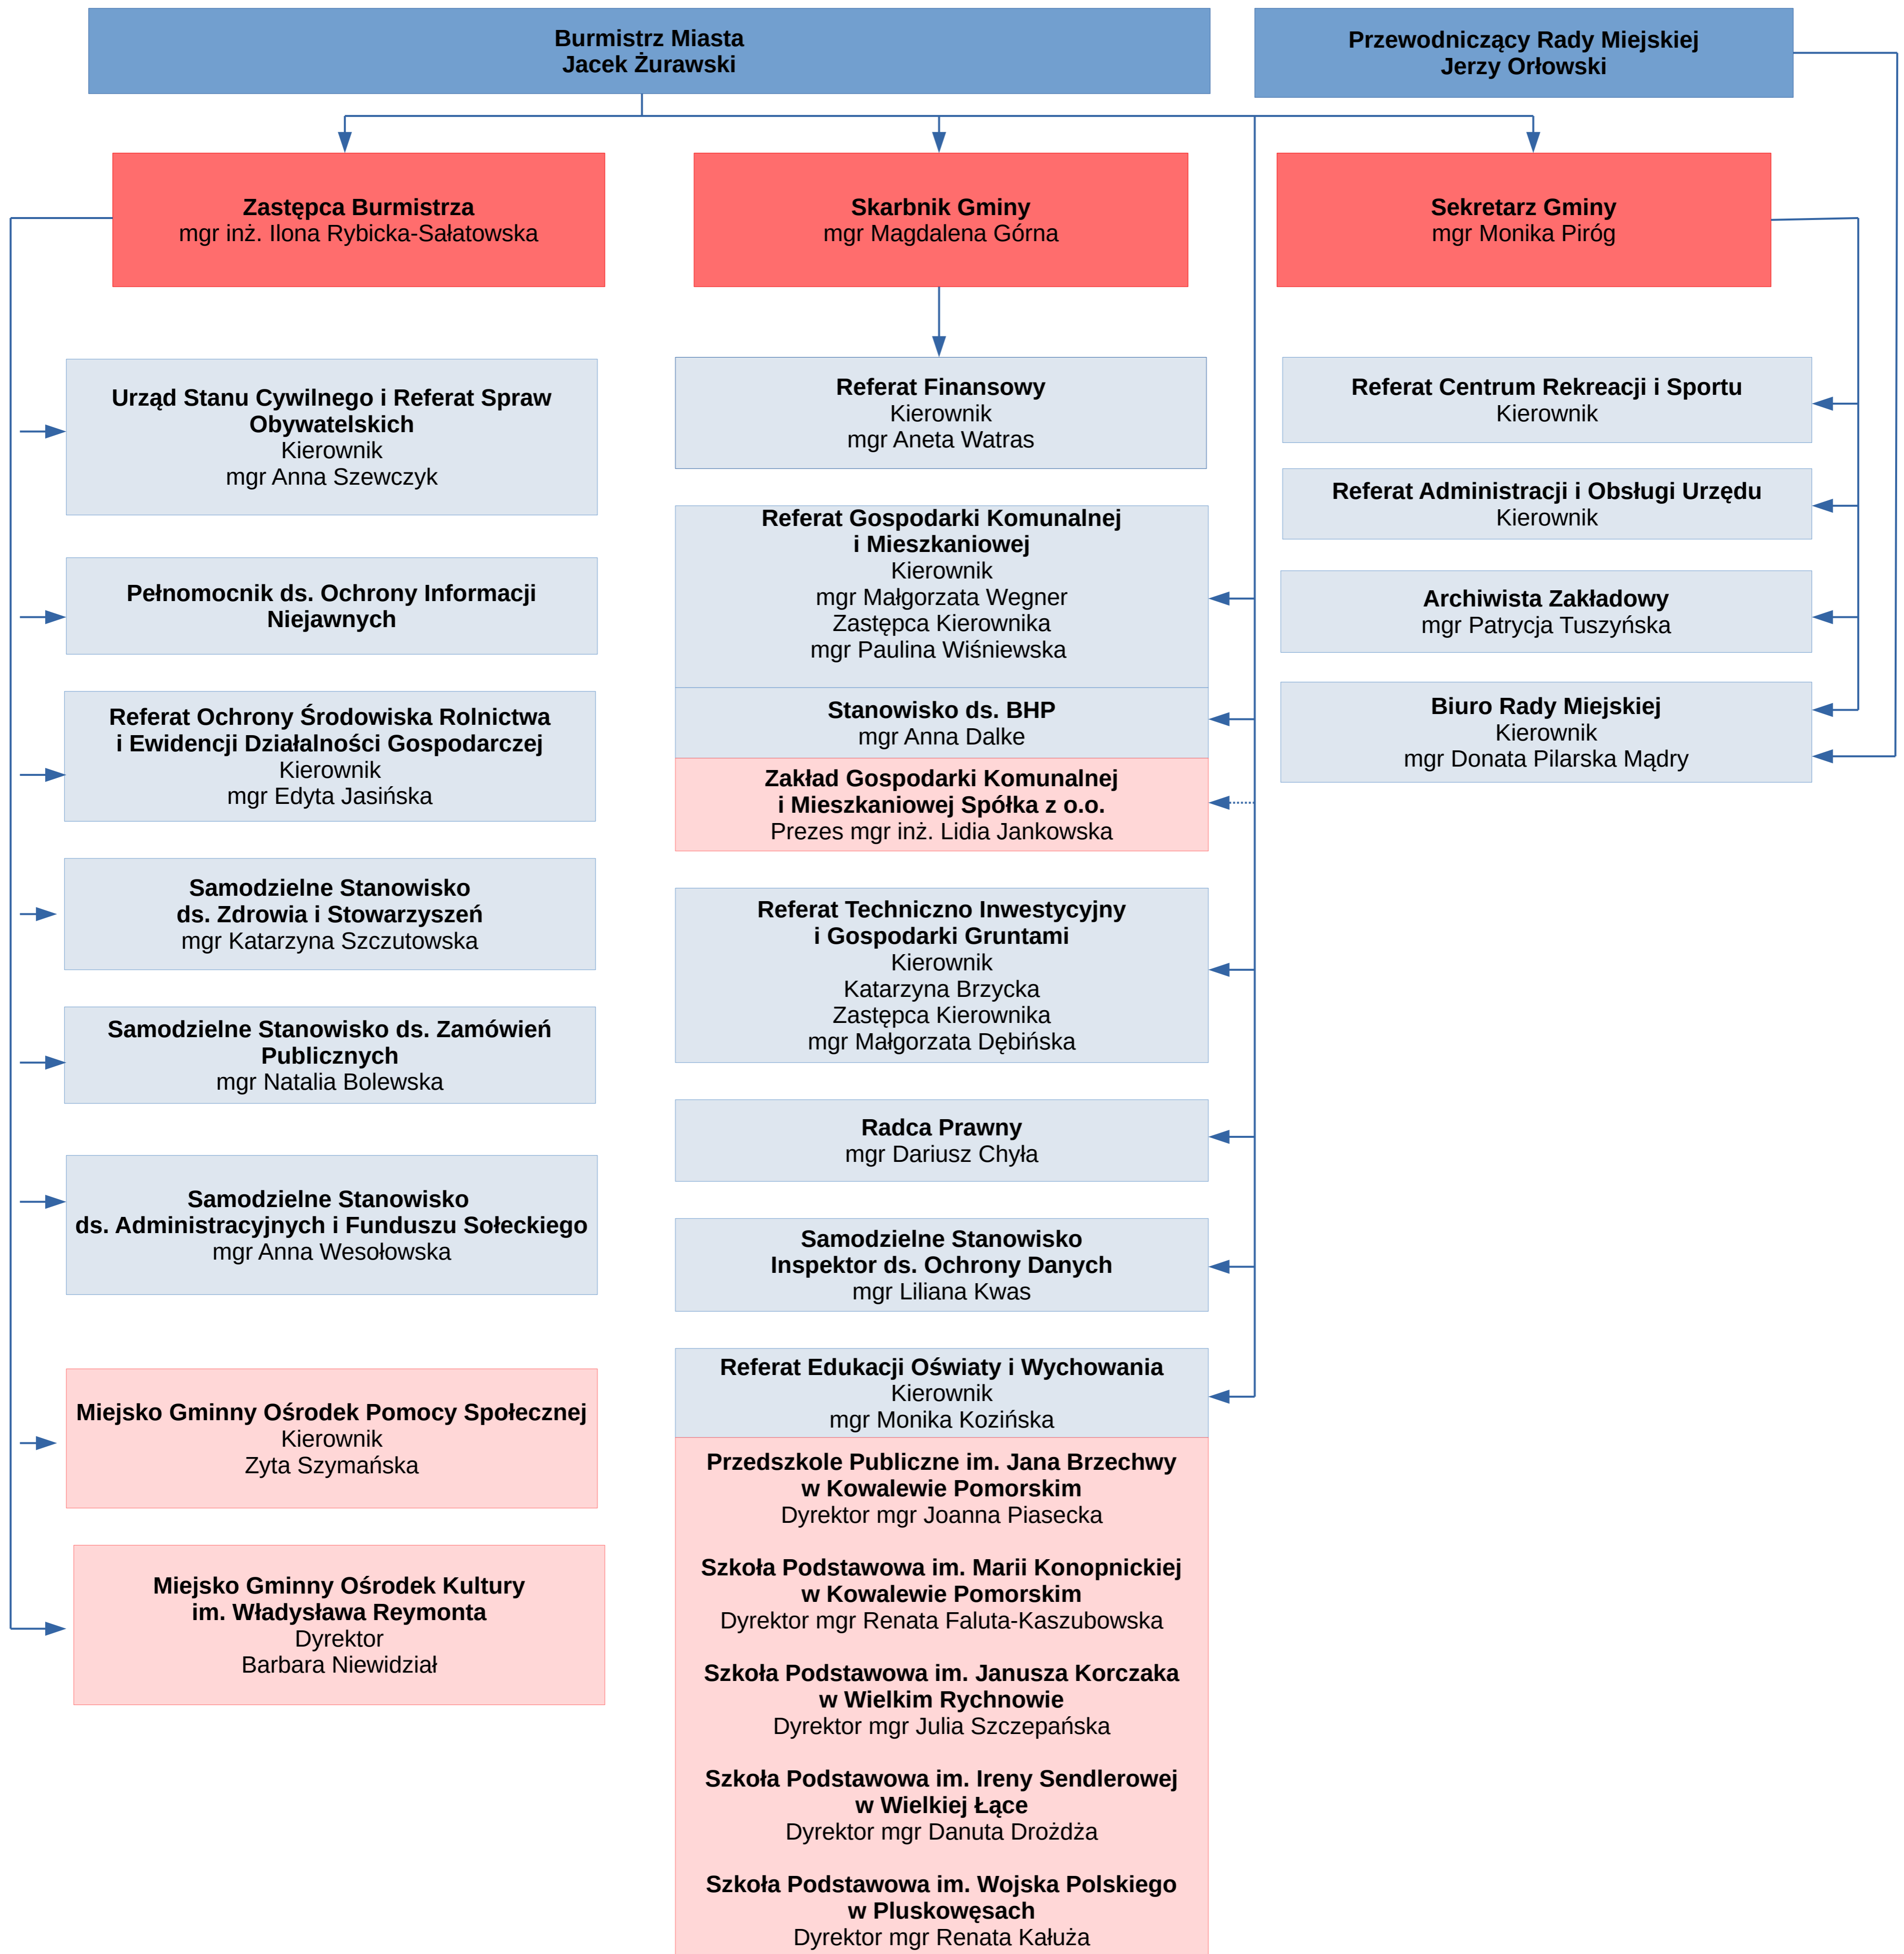 Burmistrz Miasta
Jacek Żurawski
Przewodniczący Rady Miejskiej
Jerzy Orłowski
Zastępca Burmistrza
mgr inż. Ilona Rybicka-Sałatowska
Skarbnik Gminy
mgr Magdalena Górna
Sekretarz Gminy
mgr Monika Piróg
Urząd Stanu Cywilnego i Referat Spraw
Obywatelskich
Kierownik
mgr Anna Szewczyk
Pełnomocnik ds. Ochrony Informacji
Niejawnych
Referat Ochrony Środowiska Rolnictwa
i Ewidencji Działalności Gospodarczej
Kierownik
mgr Edyta Jasińska
Samodzielne Stanowisko
ds. Zdrowia i Stowarzyszeń
mgr Katarzyna Szczutowska
Samodzielne Stanowisko ds. Zamówień
Publicznych
mgr Natalia Bolewska
Samodzielne Stanowisko
ds. Administracyjnych i Funduszu Sołeckiego
mgr Anna Wesołowska
Miejsko Gminny Ośrodek Pomocy Społecznej
Kierownik
Zyta Szymańska
Miejsko Gminny Ośrodek Kultury
im. Władysława Reymonta
Dyrektor
Barbara Niewidział
Referat Finansowy
Kierownik
mgr Aneta Watras
Referat Gospodarki Komunalnej
i Mieszkaniowej
Kierownik
mgr Małgorzata Wegner
Zastępca Kierownika
mgr Paulina Wiśniewska
Stanowisko ds. BHP
mgr Anna Dalke
Zakład Gospodarki Komunalnej
i Mieszkaniowej Spółka z o.o.
Prezes mgr inż. Lidia Jankowska
Referat Techniczno Inwestycyjny
i Gospodarki Gruntami
Kierownik
Katarzyna Brzycka
Zastępca Kierownika
mgr Małgorzata Dębińska
Radca Prawny
mgr Dariusz Chyła
Samodzielne Stanowisko
Inspektor ds. Ochrony Danych
mgr Liliana Kwas
Referat Edukacji Oświaty i Wychowania
Kierownik
mgr Monika Kozińska
Przedszkole Publiczne im. Jana Brzechwy
w Kowalewie Pomorskim
Dyrektor mgr Joanna Piasecka
Szkoła Podstawowa im. Marii Konopnickiej
w Kowalewie Pomorskim
Dyrektor mgr Renata Faluta-Kaszubowska
Szkoła Podstawowa im. Janusza Korczaka
w Wielkim Rychnowie
Dyrektor mgr Julia Szczepańska
Szkoła Podstawowa im. Ireny Sendlerowej
w Wielkiej Łące
Dyrektor mgr Danuta Drożdża
Szkoła Podstawowa im. Wojska Polskiego
w Pluskowęsach
Dyrektor mgr Renata Kałuża
Referat Centrum Rekreacji i Sportu
Kierownik
Referat Administracji i Obsługi Urzędu
Kierownik
Archiwista Zakładowy
mgr Patrycja Tuszyńska
Biuro Rady Miejskiej
Kierownik
mgr Donata Pilarska Mądry